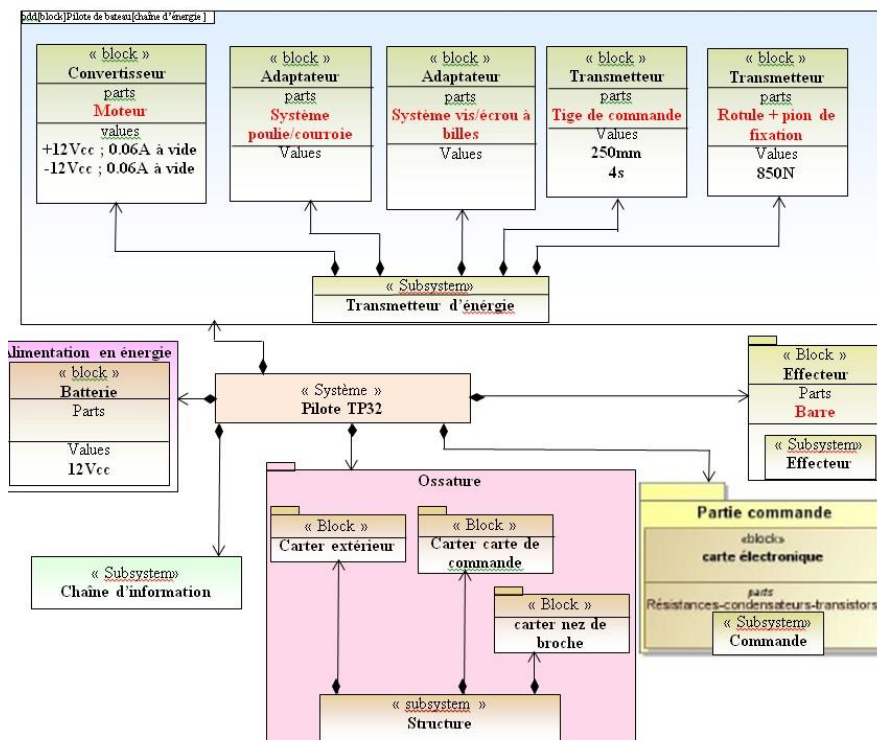 bdd[block]Pilote de bateau[chaîne d'énergie ]
« block »
Convertisseur
parts
Moteur
values
+12Vcc ; 0.06A à vide
-12Vcc ; 0.06A à vide
« block »
Adaptateur
parts
Système
poulie/courroie
Values
« block »
Adaptateur
parts
Système vis/écrou à
billes
Values
« block »
Transmetteur
parts
Tige de commande
Values
250mm
4s
« block »
Transmetteur
parts
Rotule + pion de
fixation
Values
850N
« Subsystem»
Transmetteur d'énérgie
Alimentation en énergie
« block »
Batterie
Parts
Values
12Vcc
« Système »
Pilote TP32
« Block »
Effecteur
Parts
Barre
« Subsystem»
Effecteur
« Subsystem»
Chaîne d'information
Ossature
« Block »
Carter extérieur
« Block »
Carter carte de
commande
« Block »
carter nez de
broche
« subsystem »
Structure
Partie commande
«block»
carte électronique
parts
Résistances-condensateurs-transistors
« Subsystem»
Commande